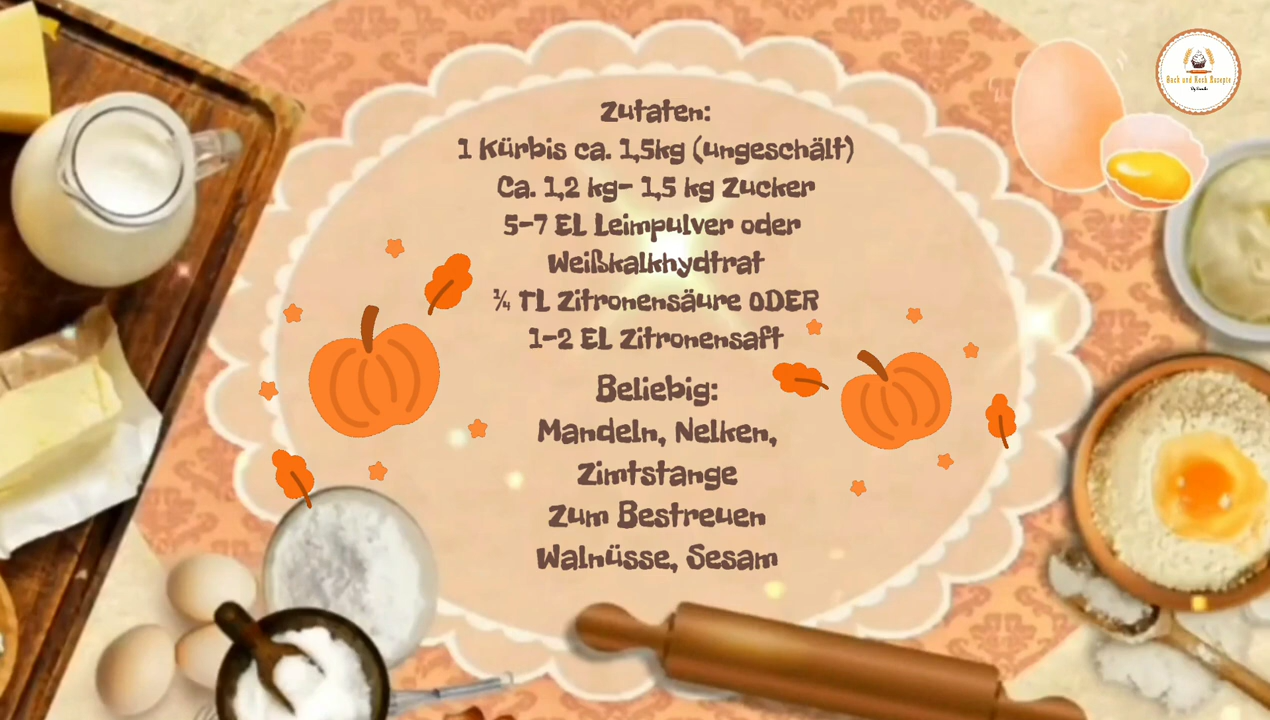 Back und Koch Rezepte
Zutaten:
1 Kürbis ca. 1,5kg (ungeschält)
Ca. 1,2 kg- 1,5 kg Zucker
5-7 EL Leimpulver oder
Weißkalkhydtrat
¼ TL Zitronensäure ODER
1-2 EL Zitronensaft
Beliebig:
Mandeln, Nelken,
Zimtstange
Zum Bestreuen
Walnüsse, Sesam